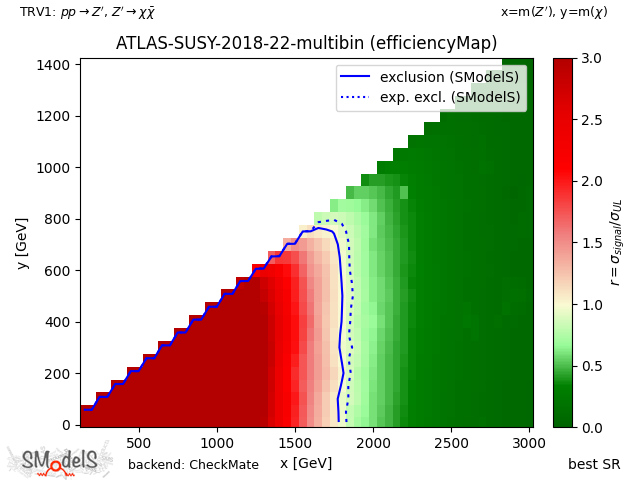 TRV1: pp → Z′, Z′ → χχ̄
x=m(Z′), y=m(χ)
ATLAS-SUSY-2018-22-multibin (efficiencyMap)
exclusion (SModelS)
exp. excl. (SModelS)
y [GeV]
1400
1200
1000
800
600
400
200
0
500
1000
1500
2000
2500
3000
x [GeV]
3.0
2.5
2.0
1.5
1.0
0.5
0.0
r = σsignal/σUL
SModelS
backend: CheckMate
best SR